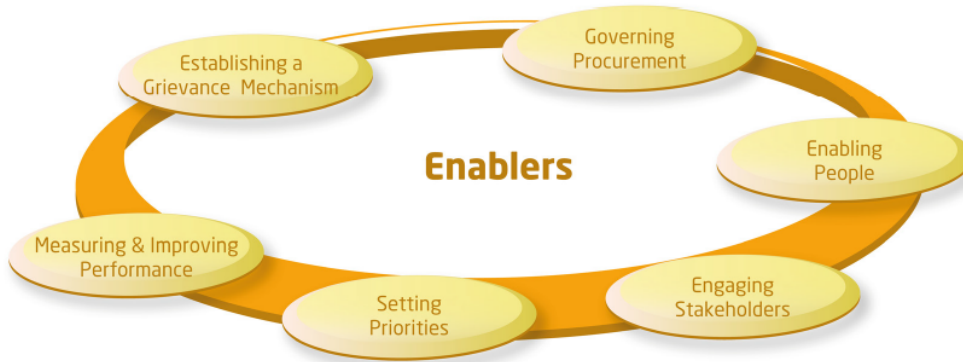 Governing
Procurement
Establishing a
Grievance Mechanism
Enablers
Enabling
People
Measuring & Improving
Performance
Setting
Priorities
Engaging
Stakeholders